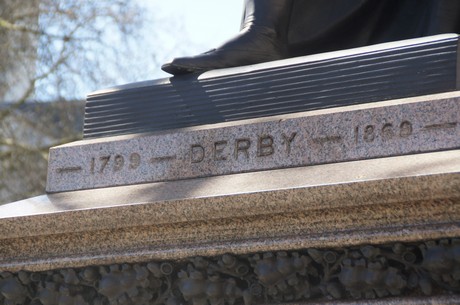 — 1799 — DERBY — 1869 —